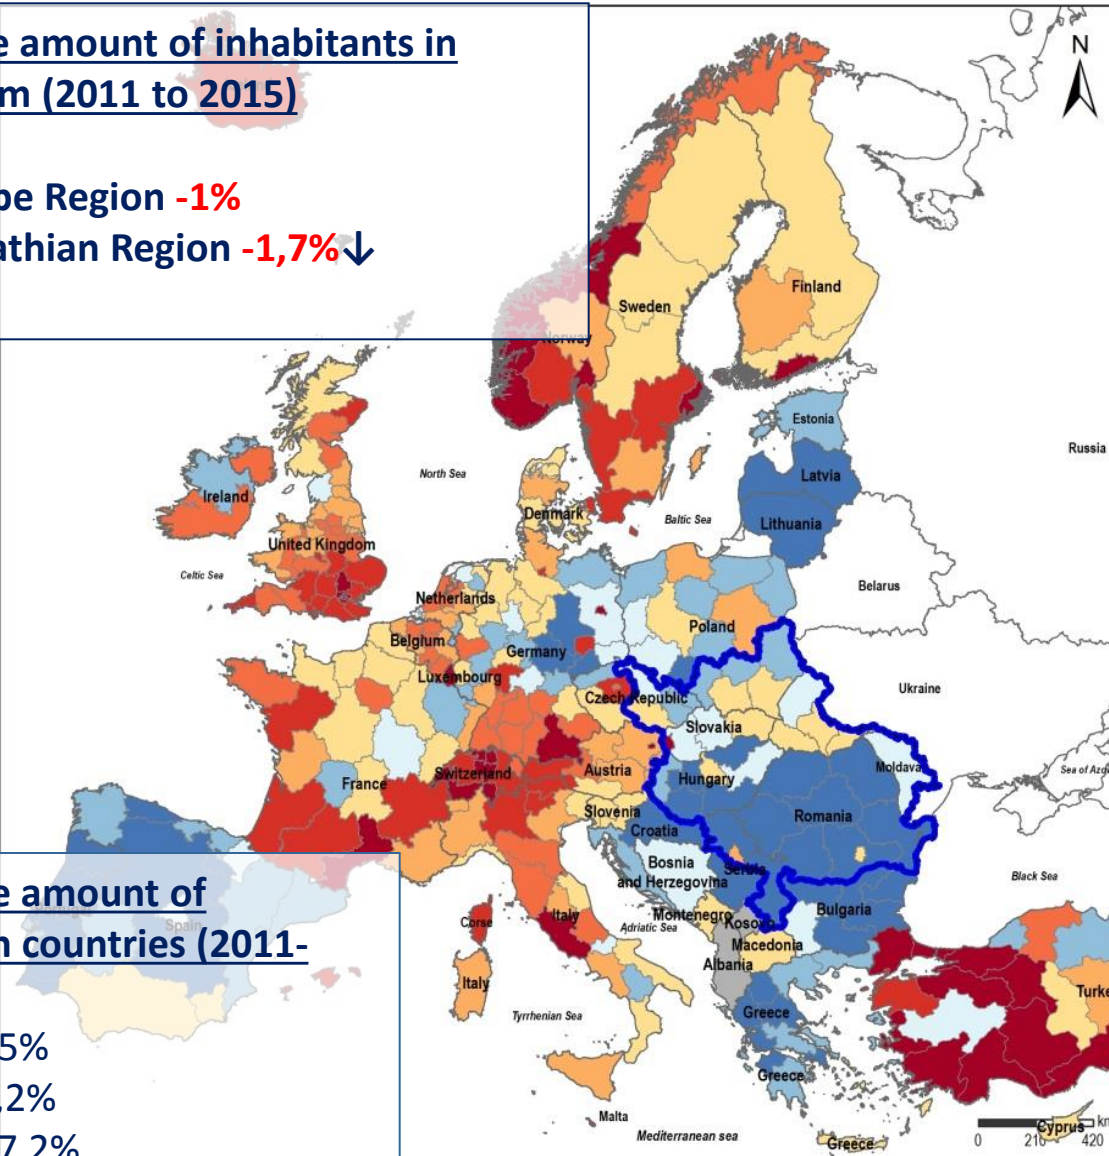 e amount of inhabitants in
m (2011 to 2015)
pe Region -1%
athian Region -1,7%↓
N
Norway
Sweden
Finland
Estonia
Russia
Latvia
Lithuania
North Sea
Baltic Sea
Denmark
Ireland
United Kingdom
Celtic Sea
Belarus
Netherlands
Poland
Belgium
Germany
Luxembourg
Czech Republic
Ukraine
Slovakia
Moldava
Sea of Azo
Switzerland
Austria
Hungary
France
Slovenia
Romania
Croatia
Bosnia
and Herzegovina
Serbia
Black Sea
Bulgaria
Montenegro
Kosovo
Adriatic Sea
Macedonia
Albania
Corse
Italy
Italy
Spain
e amount of
n countries (2011-
5%
,2%
7,2%
Tyrrhenian Sea
Greece
Greece
Turke
Malta
Mediterranean sea
Greece
Cyprus
km
0 210 420